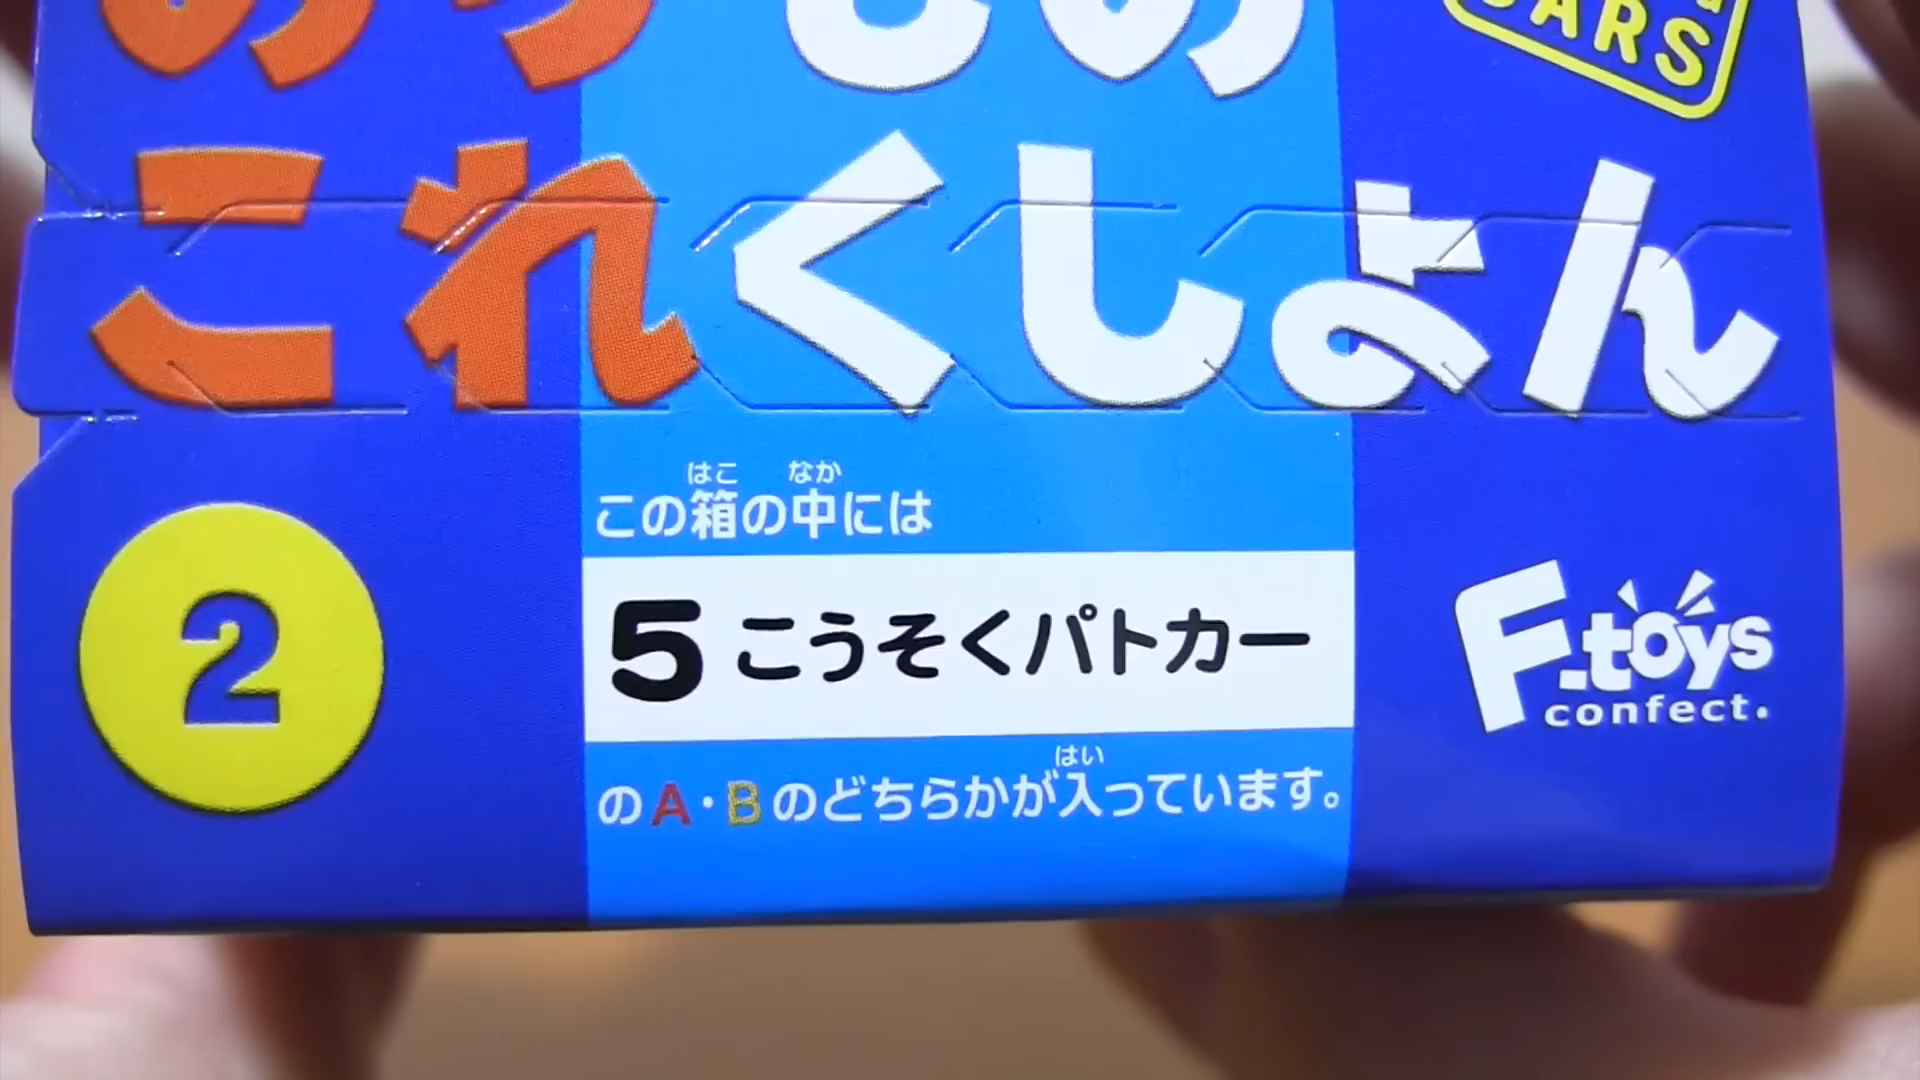 CARS
これくしょん
はこ なか
この箱の中には
2
5 こうそくパトカー
はい
のA・Bのどちらかが入っています。
F-toys
confect.